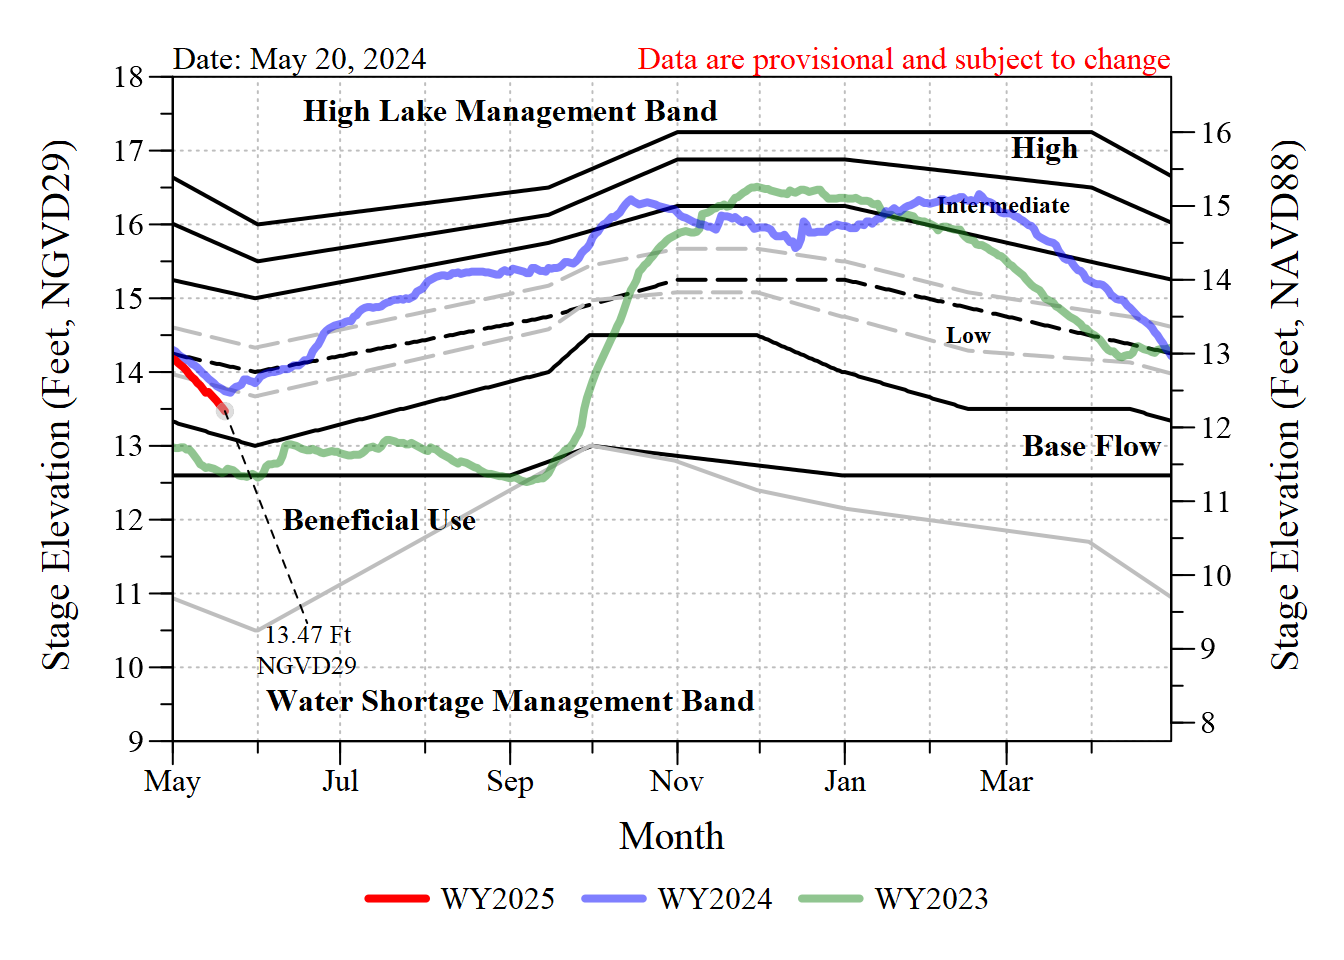 Date: May 20, 2024
Data are provisional and subject to change
High Lake Management Band
High
Intermediate
Low
Base Flow
Beneficial Use
13.47 Ft
NGVD29
Water Shortage Management Band
18
17
16
15
14
13
12
11
10
9
Stage Elevation (Feet, NGVD29)
16
15
14
13
12
11
10
9
8
Stage Elevation (Feet, NAVD88)
May Jul Sep Nov Jan Mar
Month
WY2025 WY2024 WY2023